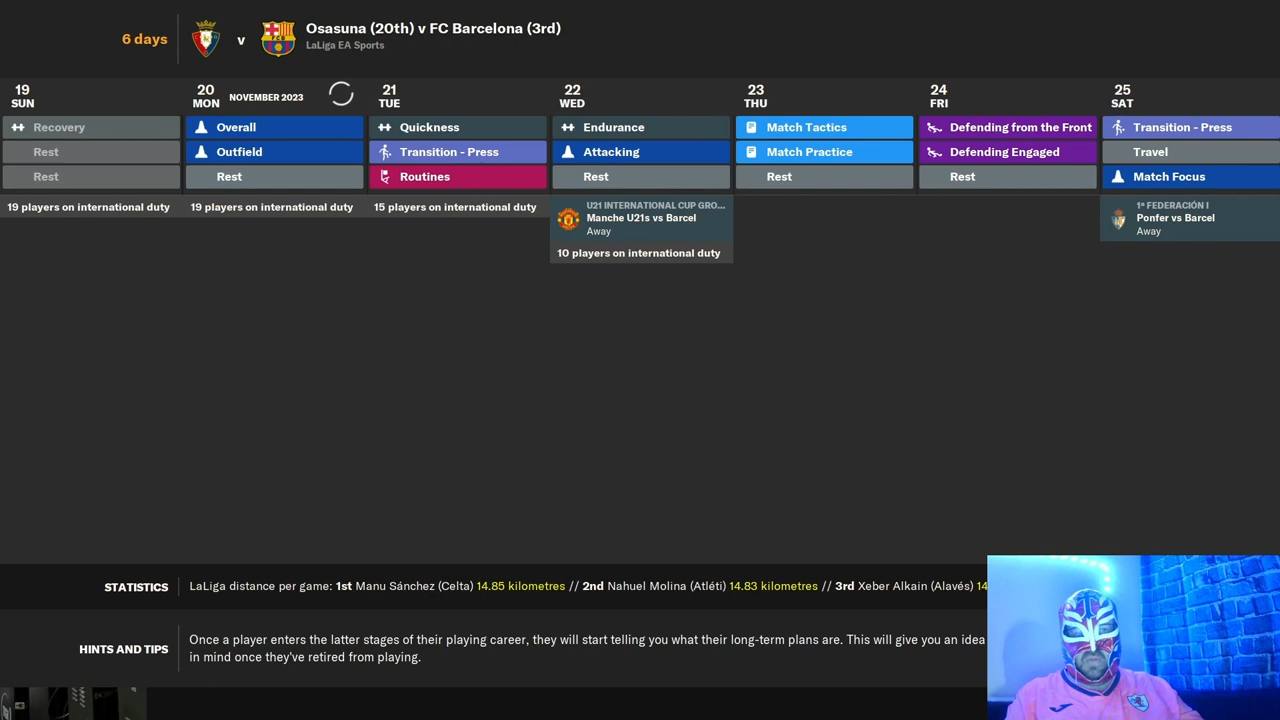 6 days
v
Osasuna (20th) v FC Barcelona (3rd)
LaLiga EA Sports
19
SUN
20
MON
NOVEMBER 2023
21
TUE
22
WED
23
THU
24
FRI
25
SAT
Recovery
Overall
Quickness
Endurance
Match Tactics
Defending from the Front
Transition - Press
Rest
Outfield
Transition - Press
Attacking
Match Practice
Defending Engaged
Travel
Rest
Rest
Routines
Rest
Rest
Rest
Match Focus
19 players on international duty
19 players on international duty
15 players on international duty
U21 INTERNATIONAL CUP GRO...
Manche U21s vs Barcel
Away
10 players on international duty
1ª FEDERACIÓN I
Ponfer vs Barcel
Away
STATISTICS
LaLiga distance per game: 1st Manu Sánchez (Celta) 14.85 kilometres // 2nd Nahuel Molina (Atléti) 14.83 kilometres // 3rd Xeber Alkain (Alavés) 14
HINTS AND TIPS
Once a player enters the latter stages of their playing career, they will start telling you what their long-term plans are. This will give you an idea
in mind once they've retired from playing.